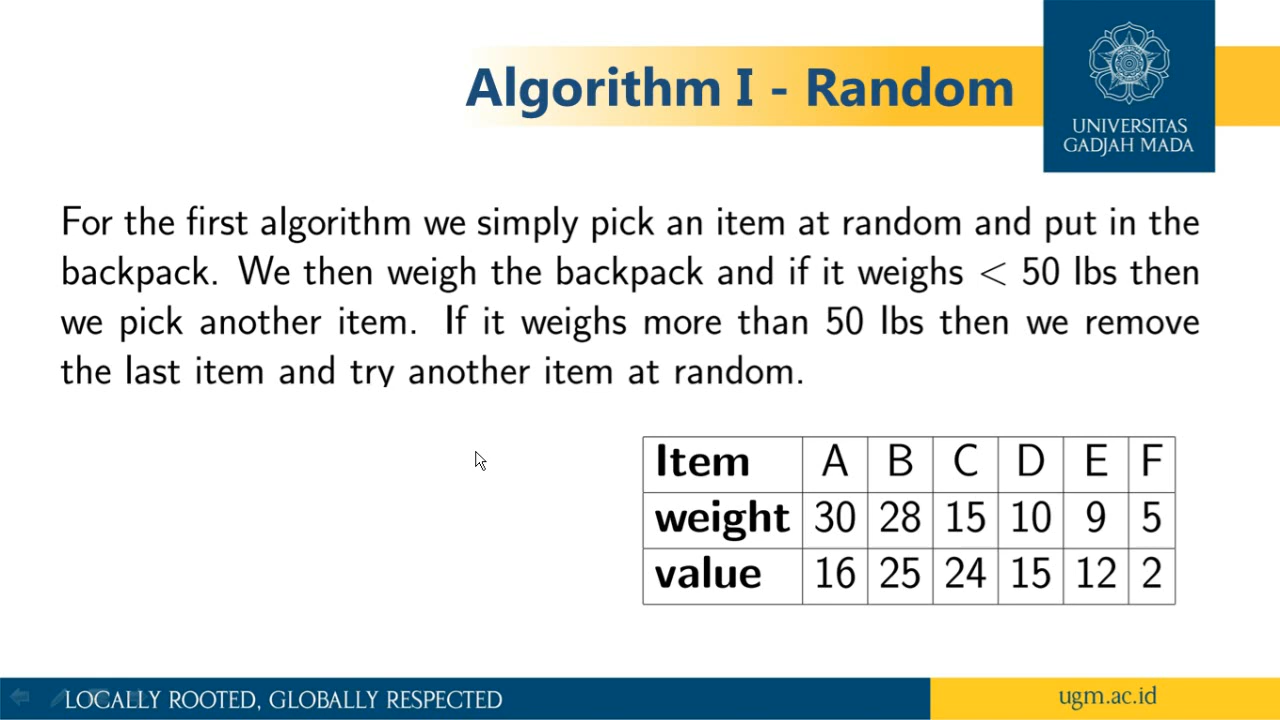 Algorithm I - Random
UNIVERSITAS
GADJAH MADA
For the first algorithm we simply pick an item at random and put in the
backpack. We then weigh the backpack and if it weighs < 50 lbs then
we pick another item. If it weighs more than 50 lbs then we remove
the last item and try another item at random.
Item A B C D E F
weight 30 28 15 10 9 5
value 16 25 24 15 12 2
LOCALLY ROOTED, GLOBALLY RESPECTED
ugm.ac.id